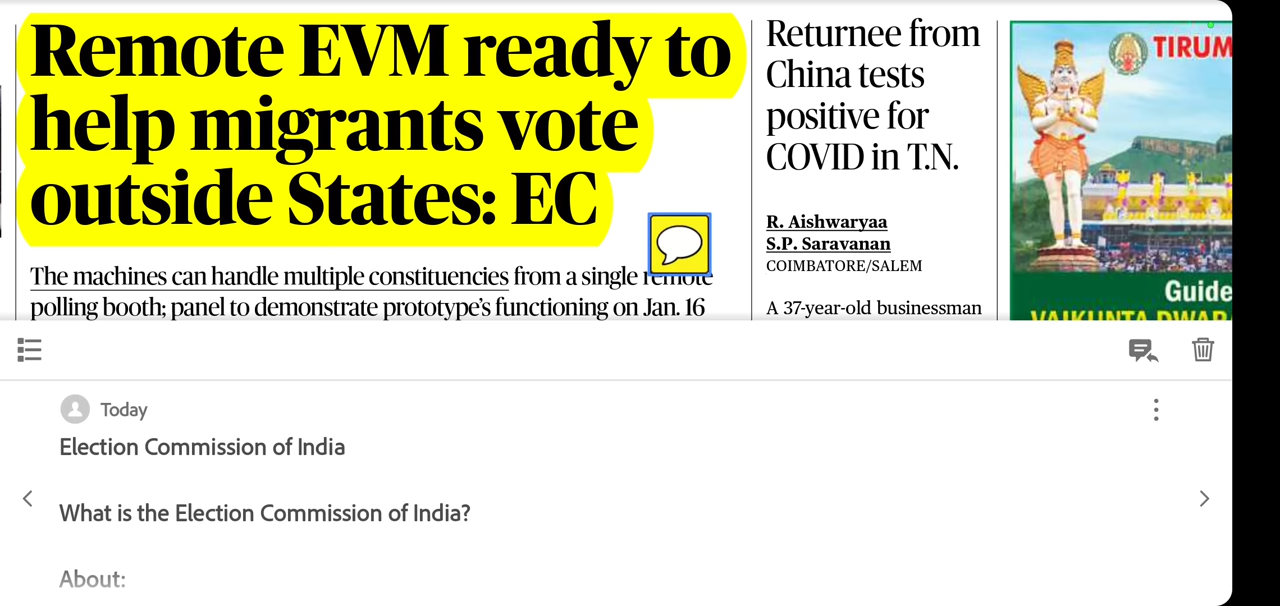 Remote EVM ready to
help migrants vote
outside States: EC
The machines can handle multiple constituencies from a single remote
polling booth; panel to demonstrate prototype's functioning on Jan. 16
Returnee from
China tests
positive for
COVID in T.N.
R. Aishwaryaa
S.P. Saravanan
COIMBATORE/SALEM
A 37-year-old businessman
TIRUM
Guide
VAIKUNTA DWAR
Today
Election Commission of India
What is the Election Commission of India?
About: